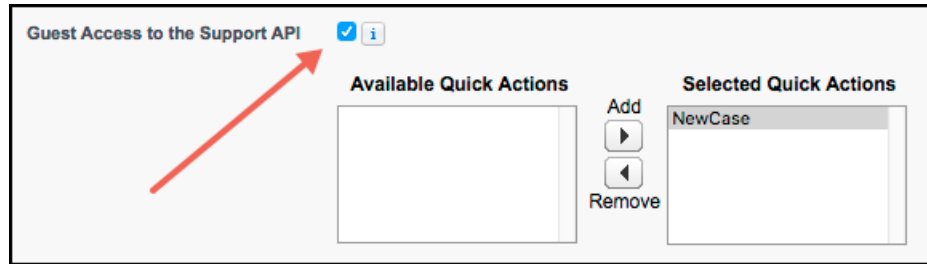 Guest Access to the Support API i
Available Quick Actions
Add
Remove
Selected Quick Actions
NewCase